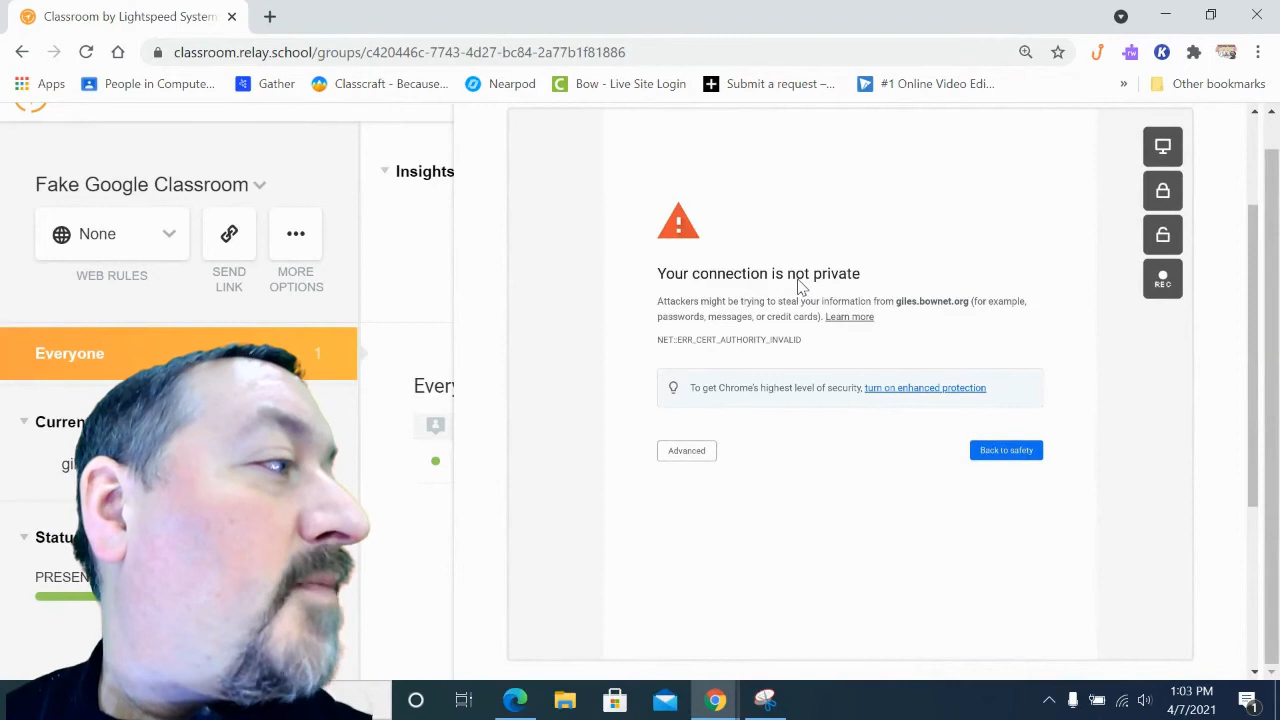 Classroom by Lightspeed System
classroom.relay.school/groups/c420446c-7743-4d27-bc84-2a77b1f81886
Apps
People in Compute...
Gather
Classcraft - Because...
Nearpod
Bow - Live Site Login
Submit a request –...
#1 Online Video Edi...
»
Other bookmarks
Fake Google Classroom
None
WEB RULES
SEND
LINK
MORE
OPTIONS
Insights
Everyone 1
Curren
gil
Statu
PRESEN
Every
Your connection is not private
Attackers might be trying to steal your information from giles.bownet.org (for example,
passwords, messages, or credit cards). Learn more
NET::ERR_CERT_AUTHORITY_INVALID
To get Chrome's highest level of security, turn on enhanced protection
Advanced
Back to safety
REC
1:03 PM
4/7/2021
1